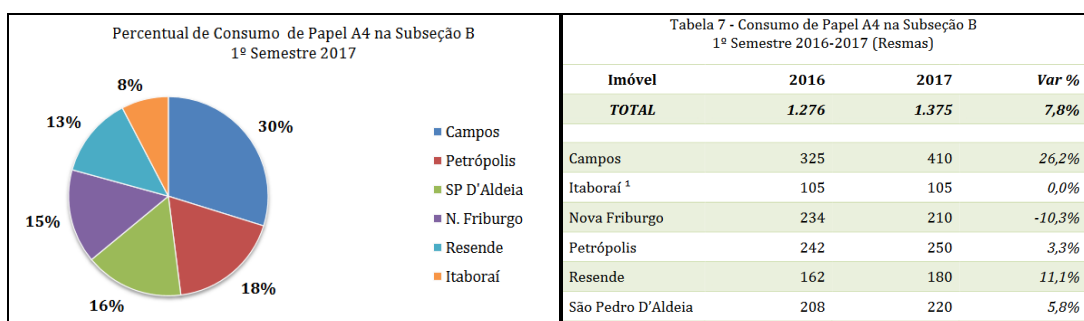 Percentual de Consumo de Papel A4 na Subseção B
1º Semestre 2017
8%
13%
30%
15%
16%
18%
Campos
Petrópolis
SP D'Aldeia
N. Friburgo
Resende
Itaboraí
Tabela 7 - Consumo de Papel A4 na Subseção B
1º Semestre 2016-2017 (Resmas)
Imóvel 2016 2017 Var %
TOTAL 1.276 1.375 7,8%
Campos 325 410 26,2%
Itaboraí ¹ 105 105 0,0%
Nova Friburgo 234 210 -10,3%
Petrópolis 242 250 3,3%
Resende 162 180 11,1%
São Pedro D’Aldeia 208 220 5,8%